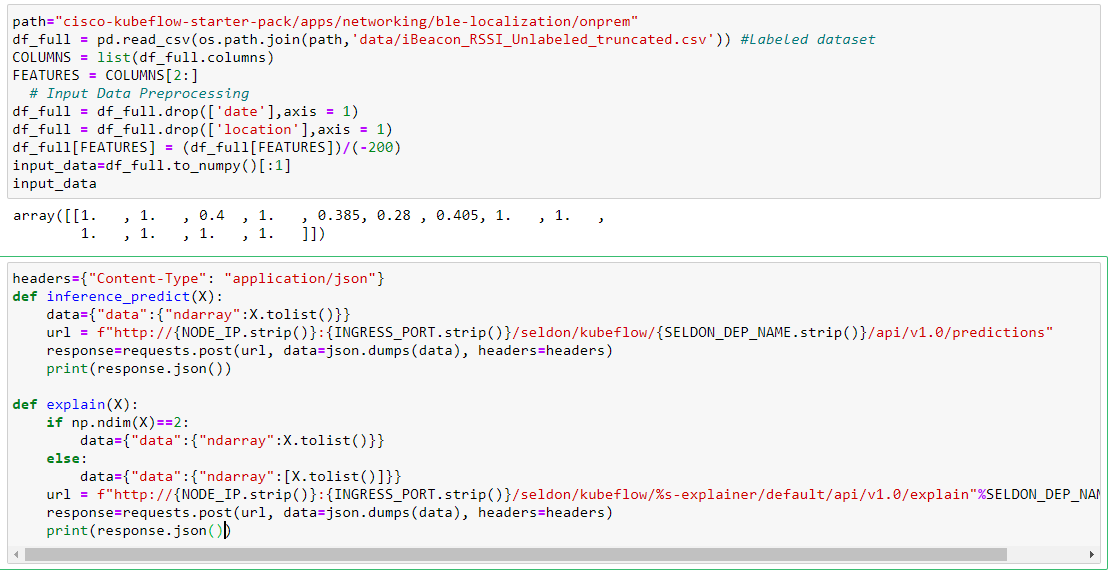 path="cisco-kubeflow-starter-pack/apps/networking/ble-localization/onprem"
df_full = pd.read_csv(os.path.join(path,'data/iBeacon_RSSI_Unlabeled_truncated.csv')) #Labeled dataset
COLUMNS = list(df_full.columns)
FEATURES = COLUMNS[2:]
  # Input Data Preprocessing
df_full = df_full.drop(['date'],axis = 1)
df_full = df_full.drop(['location'],axis = 1)
df_full[FEATURES] = (df_full[FEATURES])/(-200)
input_data=df_full.to_numpy()[:1]
input_data
array([[1.   , 1.   , 0.4  , 1.   , 0.385, 0.28 , 0.405, 1.   , 1.   ,
        1.   , 1.   , 1.   , 1.   ]])
headers={"Content-Type": "application/json"}
def inference_predict(X):
    data={"data":{"ndarray":X.tolist()}}
    url = f"http://{NODE_IP.strip()}:{INGRESS_PORT.strip()}/seldon/kubeflow/{SELDON_DEP_NAME.strip()}/api/v1.0/predictions"
    response=requests.post(url, data=json.dumps(data), headers=headers)
    print(response.json())
def explain(X):
    if np.ndim(X)==2:
        data={"data":{"ndarray":X.tolist()}}
    else:
        data={"data":{"ndarray":[X.tolist()]}}
    url = f"http://{NODE_IP.strip()}:{INGRESS_PORT.strip()}/seldon/kubeflow/%s-explainer/default/api/v1.0/explain"%SELDON_DEP_NA
    response=requests.post(url, data=json.dumps(data), headers=headers)
    print(response.json())